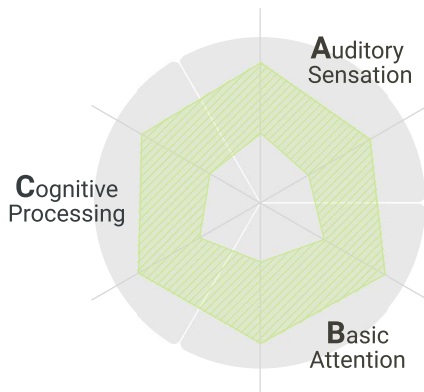 Auditory
Sensation
Cognitive
Processing
Basic
Attention